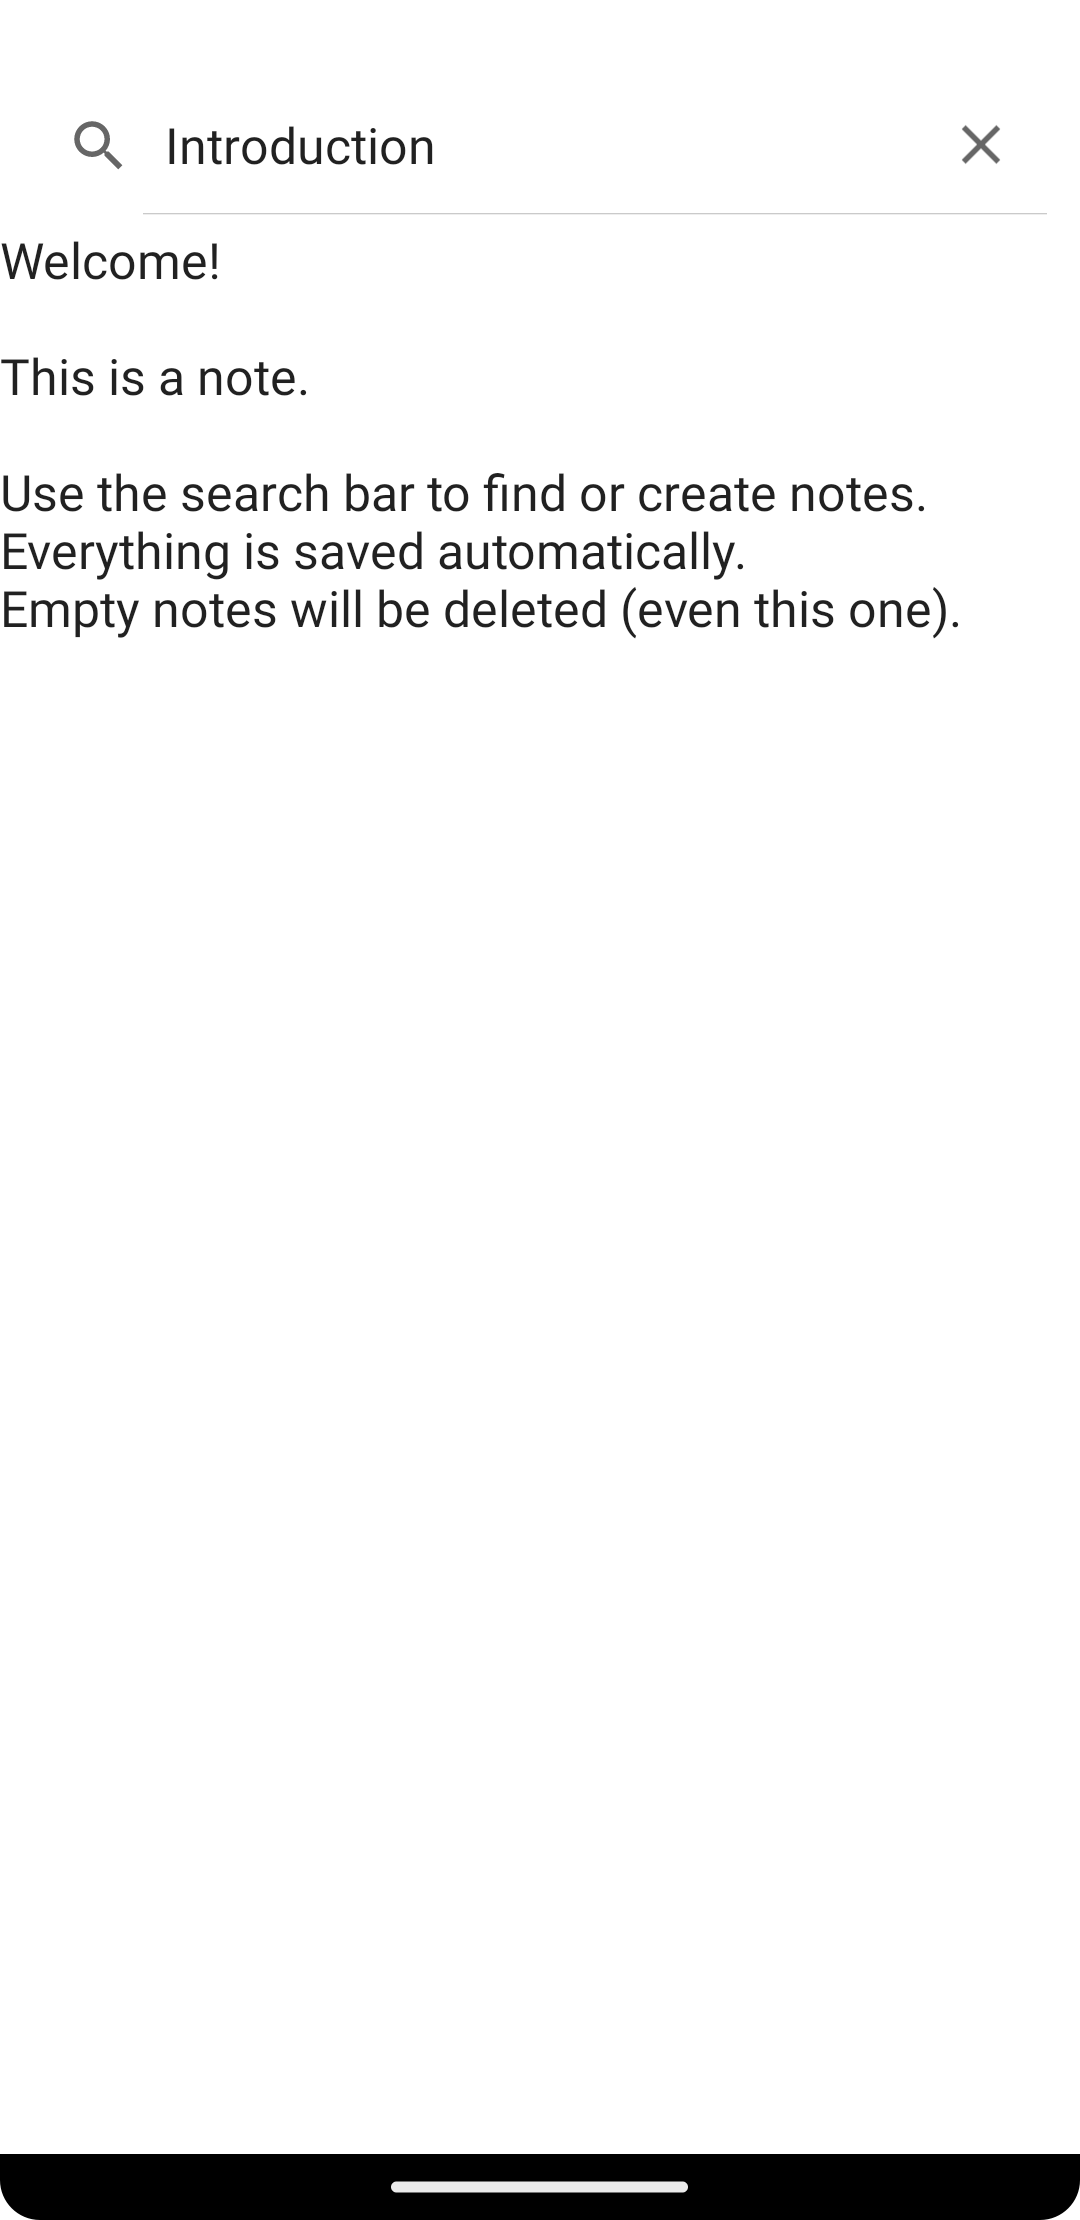 Introduction
Welcome!
This is a note.
Use the search bar to find or create notes.
Everything is saved automatically.
Empty notes will be deleted (even this one).